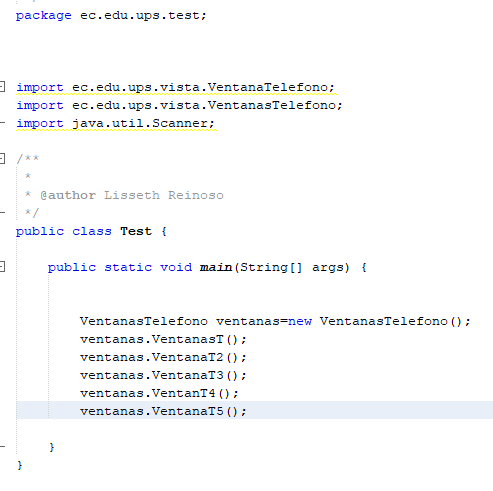 package ec.edu.ups.test;
import ec.edu.ups.vista.VentanaTelefono;
import ec.edu.ups.vista.VentanasTelefono;
import java.util.Scanner;
/**
*
* @author Lisseth Reinoso
*/
public class Test {
public static void main(String[] args) {
VentanasTelefono ventanas=new VentanasTelefono();
ventanas.VentanasT();
ventanas.VentanaT2();
ventanas.VentanaT3();
ventanas.VentanT4();
ventanas.VentanaT5();
}
}